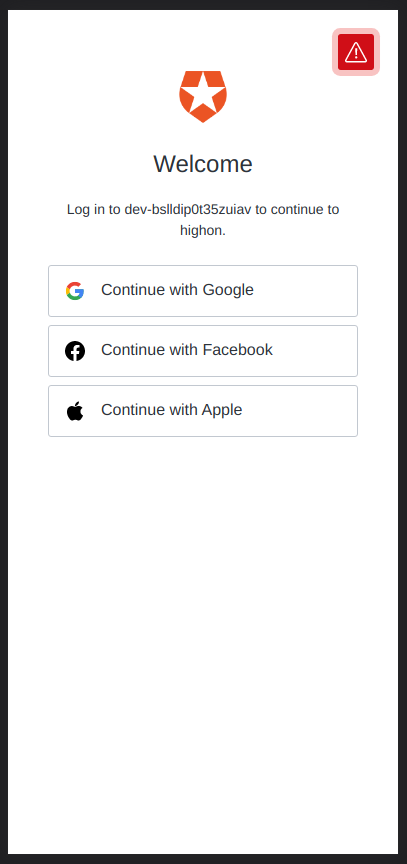 Welcome
Log in to dev-bslldip0t35zuiav to continue to
highon.
Continue with Google
Continue with Facebook
Continue with Apple